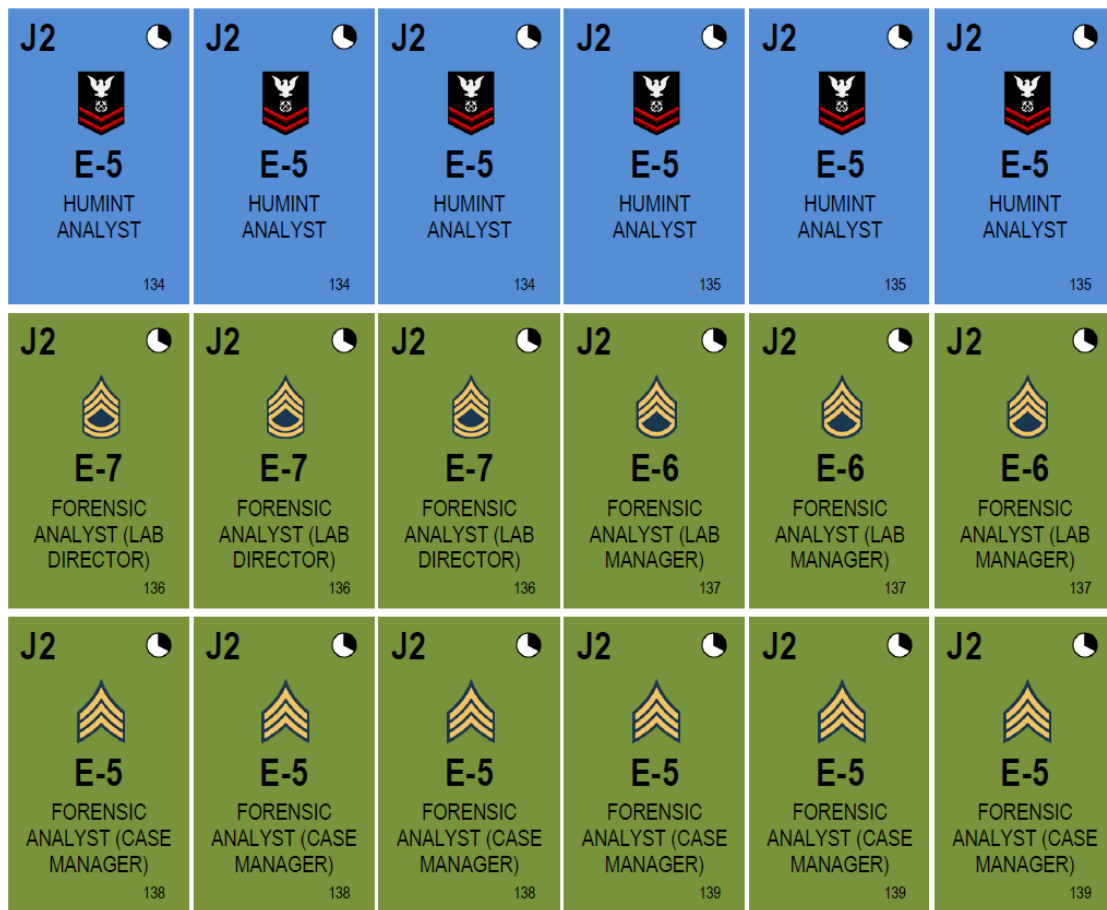 J2 J2 J2 J2 J2 J2
E-5 E-5 E-5 E-5 E-5 E-5
HUMINT HUMINT HUMINT HUMINT HUMINT HUMINT
ANALYST ANALYST ANALYST ANALYST ANALYST ANALYST
134 134 134 135 135 135
J2 J2 J2 J2 J2 J2
E-7 E-7 E-7 E-6 E-6 E-6
FORENSIC FORENSIC FORENSIC FORENSIC FORENSIC FORENSIC
ANALYST (LAB ANALYST (LAB ANALYST (LAB ANALYST (LAB ANALYST (LAB ANALYST (LAB
DIRECTOR) DIRECTOR) DIRECTOR) MANAGER) MANAGER) MANAGER)
136 136 136 137 137 137
J2 J2 J2 J2 J2 J2
E-5 E-5 E-5 E-5 E-5 E-5
FORENSIC FORENSIC FORENSIC FORENSIC FORENSIC FORENSIC
ANALYST (CASE ANALYST (CASE ANALYST (CASE ANALYST (CASE ANALYST (CASE ANALYST (CASE
MANAGER) MANAGER) MANAGER) MANAGER) MANAGER) MANAGER)
138 138 138 139 139 139